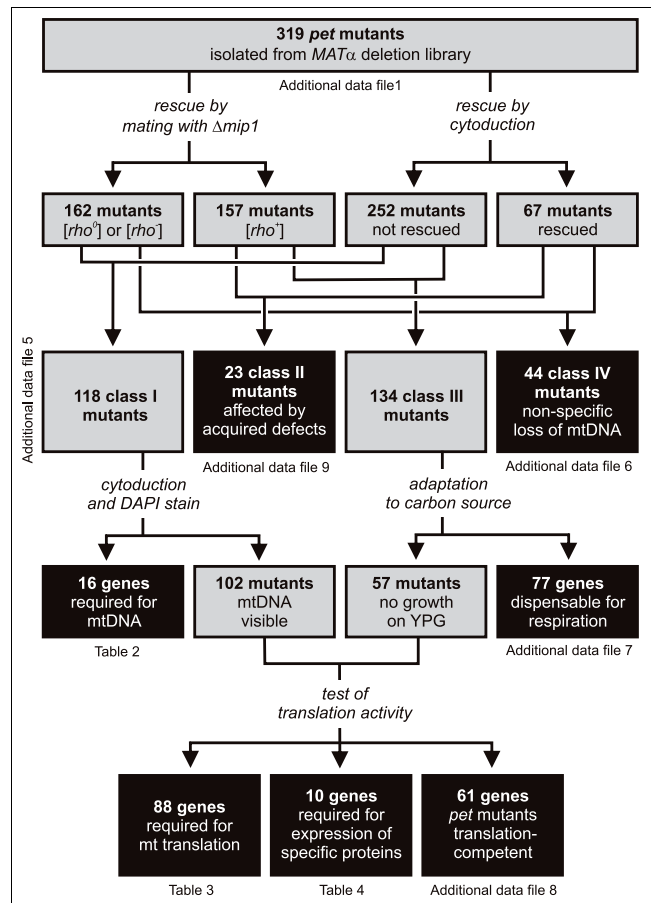 319 pet mutants
isolated from MATα deletion library
Additional data file1
rescue by
mating with Δmip1
rescue by
cytoduction
162 mutants
[rho⁰] or [rho⁻]
157 mutants
[rho⁺]
252 mutants
not rescued
67 mutants
rescued
Additional data file 5
118 class I
mutants
23 class II
mutants
affected by
acquired defects
134 class III
mutants
44 class IV
mutants
non-specific
loss of mtDNA
Additional data file 9
Additional data file 6
cytoduction
and DAPI stain
adaptation
to carbon source
16 genes
required for
mtDNA
102 mutants
mtDNA
visible
57 mutants
no growth
on YPG
77 genes
dispensable for
respiration
Table 2
Additional data file 7
test of
translation activity
88 genes
required for
mt translation
10 genes
required for
expression of
specific proteins
61 genes
pet mutants
translation-
competent
Table 3
Table 4
Additional data file 8